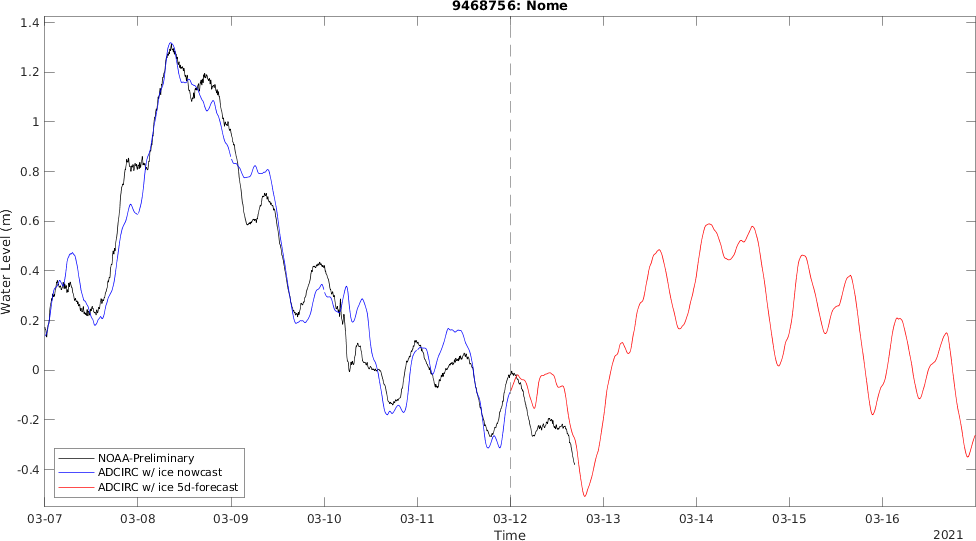 9468756: Nome
1.4
1.2
1
0.8
0.6
0.4
0.2
0
-0.2
-0.4
Water Level (m)
NOAA-Preliminary
ADCIRC w/ ice nowcast
ADCIRC w/ ice 5d-forecast
03-07 03-08 03-09 03-10 03-11 03-12 03-13 03-14 03-15 03-16
Time
2021